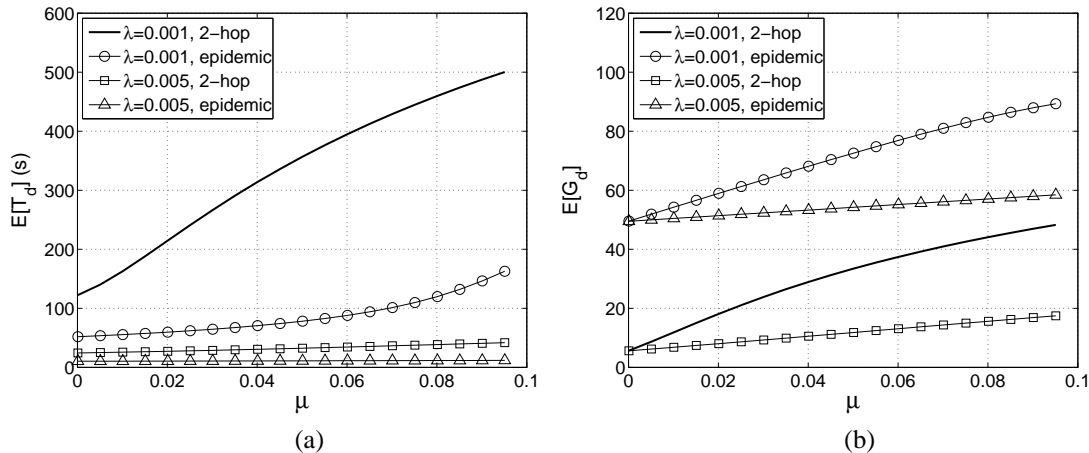 600
500
400
300
200
100
0
E[T_d] (s)
λ=0.001, 2−hop
λ=0.001, epidemic
λ=0.005, 2−hop
λ=0.005, epidemic
0 0.02 0.04 0.06 0.08 0.1
μ
(a)
120
100
80
60
40
20
0
E[G_d]
λ=0.001, 2−hop
λ=0.001, epidemic
λ=0.005, 2−hop
λ=0.005, epidemic
0 0.02 0.04 0.06 0.08 0.1
μ
(b)